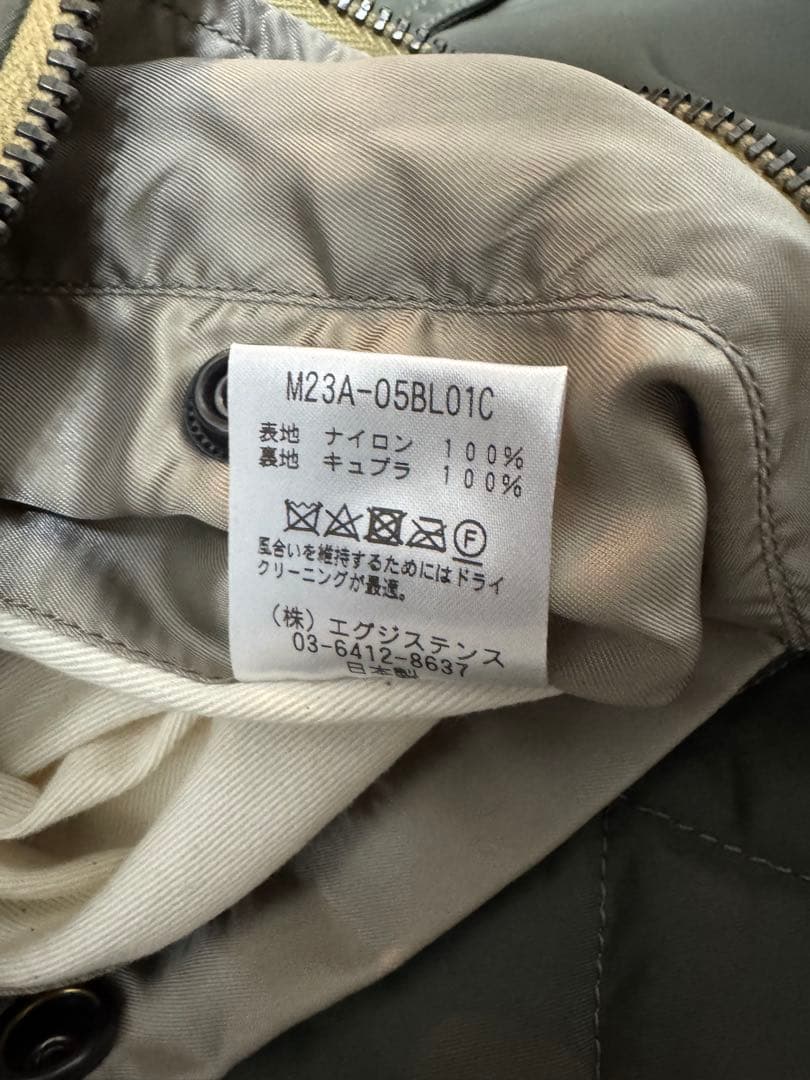 M23A-05BL01C
表地 ナイロン 100%
裏地 キュプラ 100%
F
風合いを維持するためにはドライ
クリーニングが最適。
(株)エグジステンス
03-6412-8637
日本製